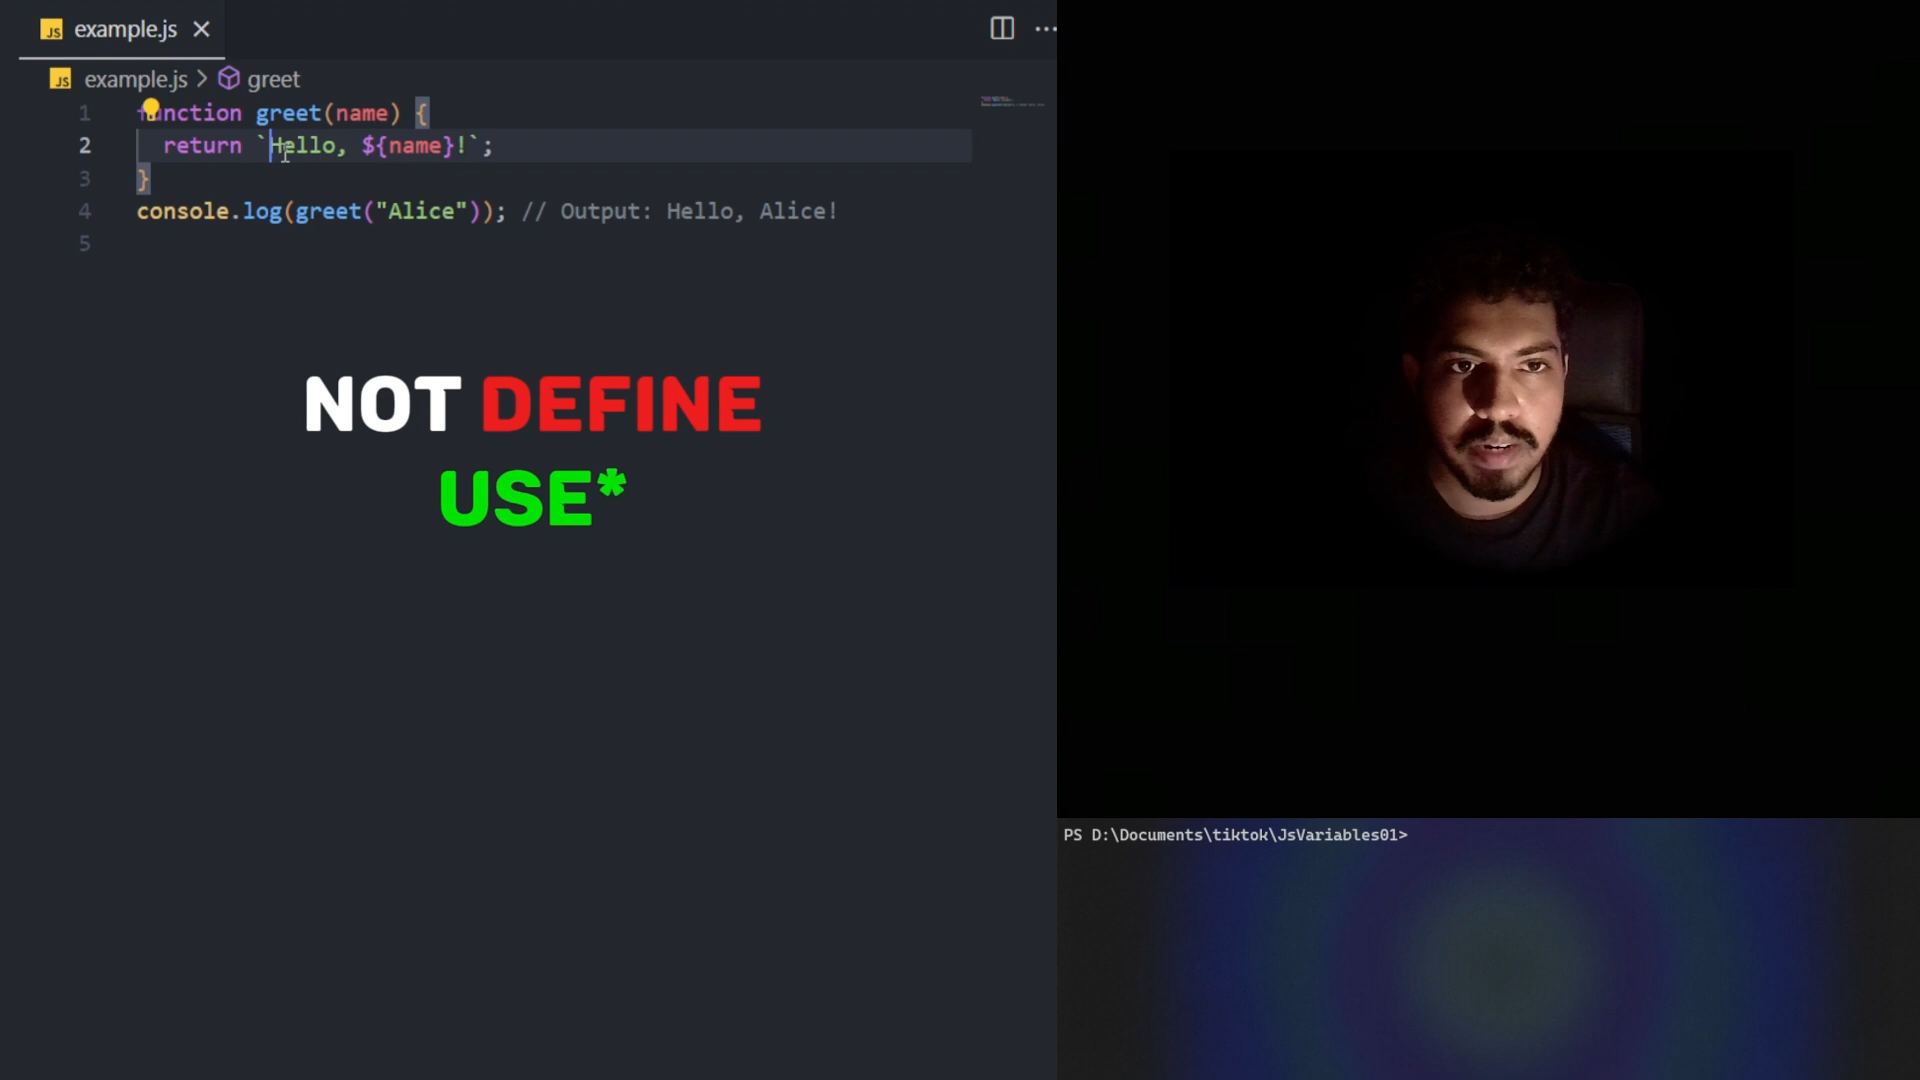 example.js
example.js > greet
1 function greet(name) {
2 return `Hello, ${name}!`;
3 }
4 console.log(greet("Alice")); // Output: Hello, Alice!
5
NOT DEFINE
USE*
PS D:\Documents\tiktok\JsVariables01>